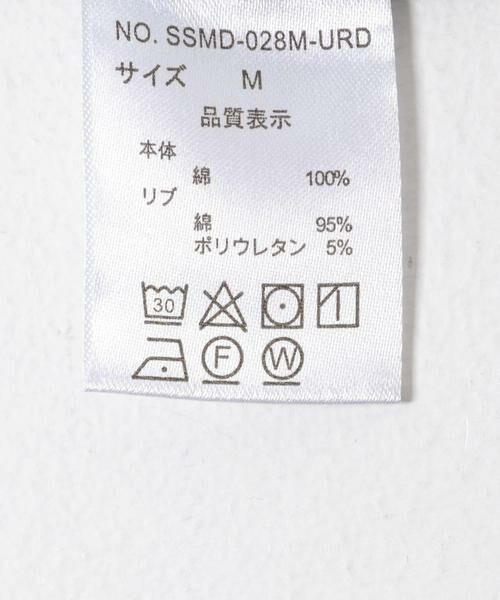 NO. SSMD-028M-URD
サイズ M
品質表示
本体
綿 100%
リブ
綿 95%
ポリウレタン 5%
30
F W